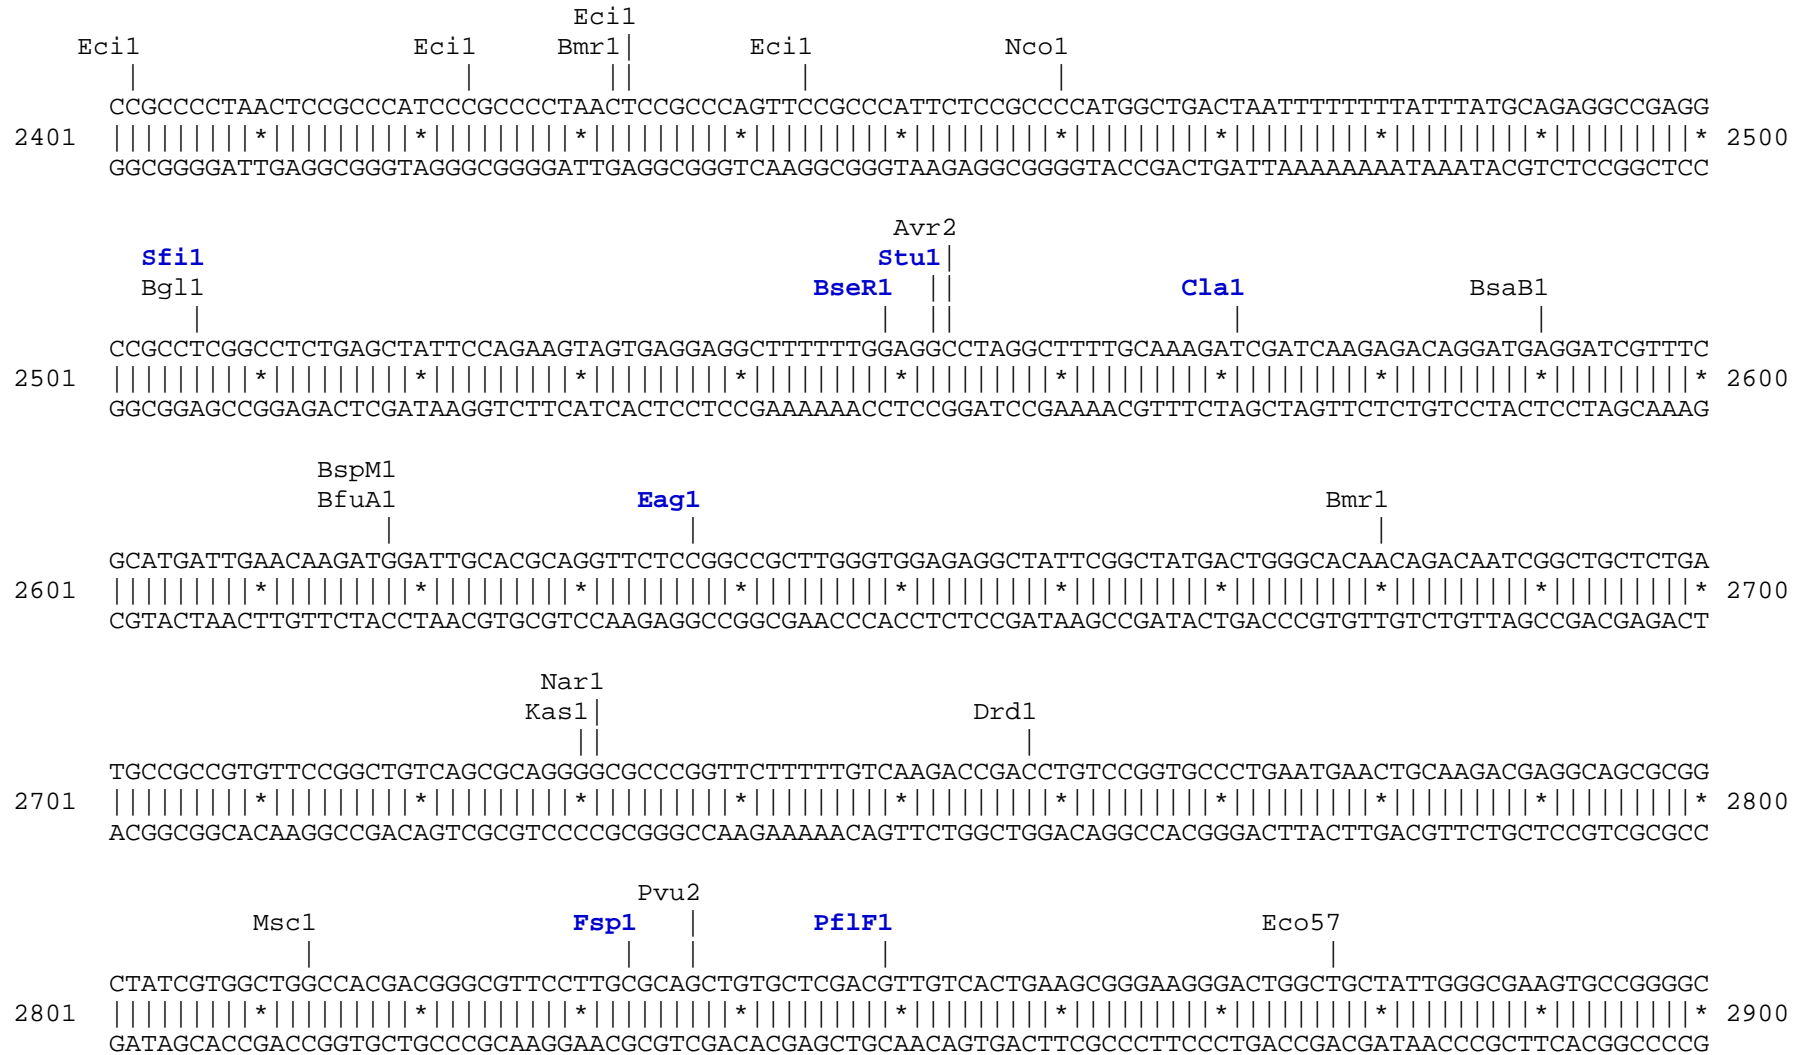 Eci1
Eci1 Eci1 Bmr1| Eci1 Nco1
| | || | |
CCGCCCCTAACTCCGCCCATCCCGCCCCTAACTCCGCCCAGTTCCGCCCATTCTCCGCCCCATGGCTGACTAATTTTTTTTATTTATGCAGAGGCCGAGG
2401 |||||||||*|||||||||*|||||||||*|||||||||*|||||||||*|||||||||*|||||||||*|||||||||*|||||||||*|||||||||* 2500
GGCGGGGATTGAGGCGGGTAGGGCGGGGATTGAGGCGGGTCAAGGCGGGTAAGAGGCGGGGTACCGACTGATTAAAAAAAATAAATACGTCTCCGGCTCC
Avr2
Sfi1 Stu1|
Bgl1 BseR1 || Cla1 BsaB1
| | || | |
CCGCCTCGGCCTCTGAGCTATTCCAGAAGTAGTGAGGAGGCTTTTTTGGAGGCCTAGGCTTTTGCAAAGATCGATCAAGAGACAGGATGAGGATCGTTTC
2501 |||||||||*|||||||||*|||||||||*|||||||||*|||||||||*|||||||||*|||||||||*|||||||||*|||||||||*|||||||||* 2600
GGCGGAGCCGGAGACTCGATAAGGTCTTCATCACTCCTCCGAAAAAACCTCCGGATCCGAAAACGTTTCTAGCTAGTTCTCTGTCCTACTCCTAGCAAAG
BspM1
BfuA1 Eag1 Bmr1
| | |
GCATGATTGAACAAGATGGATTGCACGCAGGTTCTCCGGCCGCTTGGGTGGAGAGGCTATTCGGCTATGACTGGGCACAACAGACAATCGGCTGCTCTGA
2601 |||||||||*|||||||||*|||||||||*|||||||||*|||||||||*|||||||||*|||||||||*|||||||||*|||||||||*|||||||||* 2700
CGTACTAACTTGTTCTACCTAACGTGCGTCCAAGAGGCCGGCGAACCCACCTCTCCGATAAGCCGATACTGACCCGTGTTGTCTGTTAGCCGACGAGACT
Nar1
Kas1| Drd1
|| |
TGCCGCCGTGTTCCGGCTGTCAGCGCAGGGGCGCCCGGTTCTTTTTGTCAAGACCGACCTGTCCGGTGCCCTGAATGAACTGCAAGACGAGGCAGCGCGG
2701 |||||||||*|||||||||*|||||||||*|||||||||*|||||||||*|||||||||*|||||||||*|||||||||*|||||||||*|||||||||* 2800
ACGGCGGCACAAGGCCGACAGTCGCGTCCCCGCGGGCCAAGAAAAACAGTTCTGGCTGGACAGGCCACGGGACTTACTTGACGTTCTGCTCCGTCGCGCC
Pvu2
Msc1 Fsp1 | PflF1 Eco57
| | | | |
CTATCGTGGCTGGCCACGACGGGCGTTCCTTGCGCAGCTGTGCTCGACGTTGTCACTGAAGCGGGAAGGGACTGGCTGCTATTGGGCGAAGTGCCGGGGC
2801 |||||||||*|||||||||*|||||||||*|||||||||*|||||||||*|||||||||*|||||||||*|||||||||*|||||||||*|||||||||* 2900
GATAGCACCGACCGGTGCTGCCCGCAAGGAACGCGTCGACACGAGCTGCAACAGTGACTTCGCCCTTCCCTGACCGACGATAACCCGCTTCACGGCCCCG